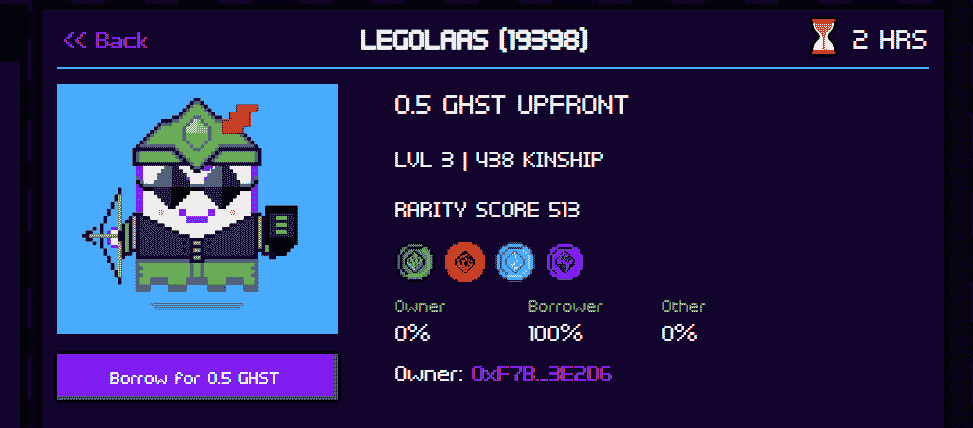 << Back
LEGOLAAS (19398)
2 HRS
0.5 GHST UPFRONT
LVL 3 | 438 KINSHIP
RARITY SCORE 513
Owner Borrower Other
0% 100% 0%
Owner: 0xF7B...3E2D6
Borrow for 0.5 GHST